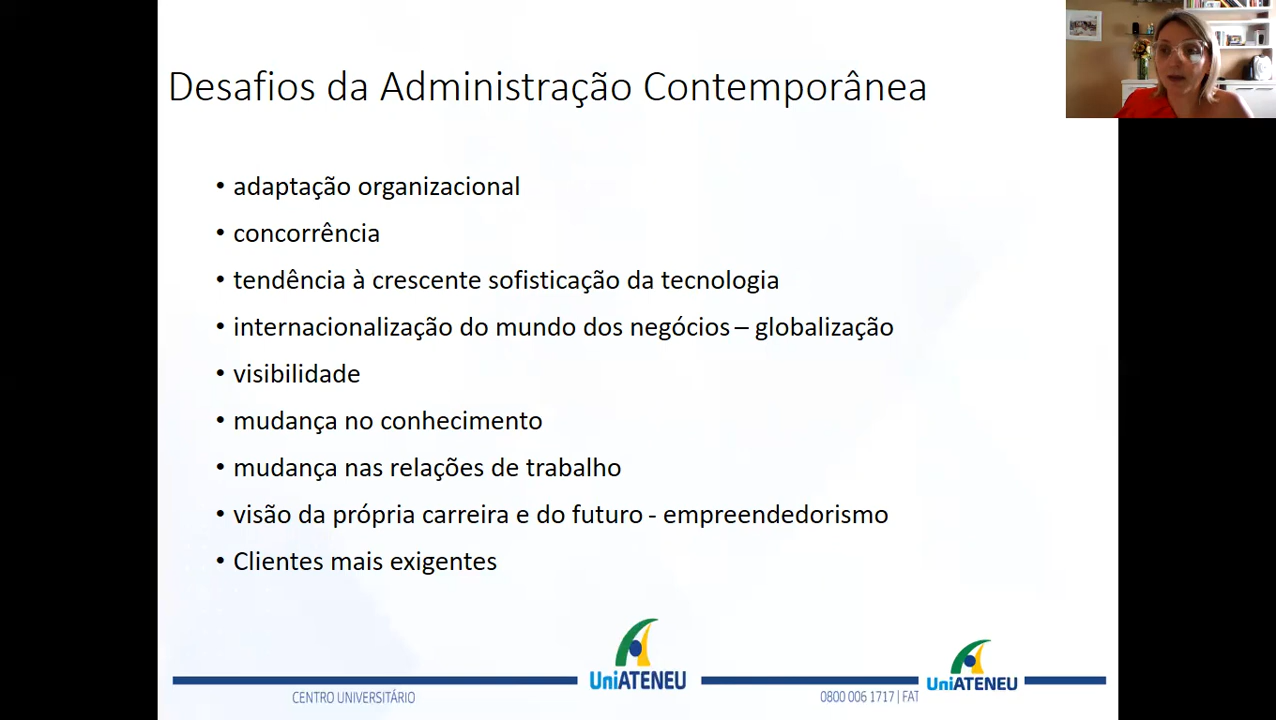 Desafios da Administração Contemporânea
• adaptação organizacional
• concorrência
• tendência à crescente sofisticação da tecnologia
• internacionalização do mundo dos negócios – globalização
• visibilidade
• mudança no conhecimento
• mudança nas relações de trabalho
• visão da própria carreira e do futuro - empreendedorismo
• Clientes mais exigentes
UniATENEU
UniATENEU
CENTRO UNIVERSITÁRIO
0800 006 1717 | FAT